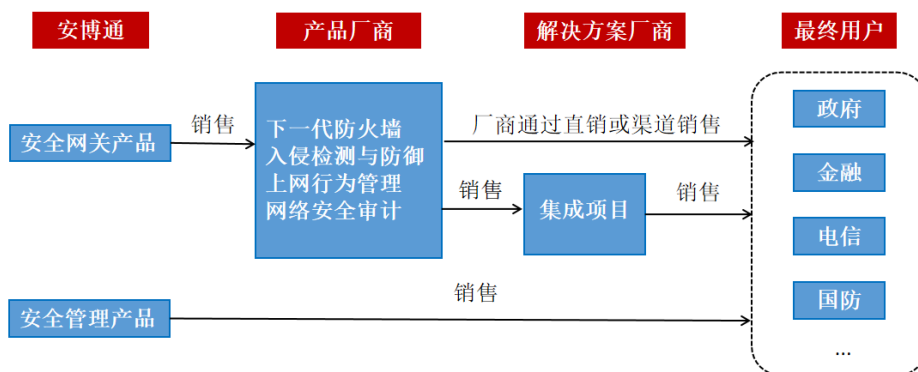 安博通
产品厂商
解决方案厂商
最终用户
安全网关产品
销售
下一代防火墙
入侵检测与防御
上网行为管理
网络安全审计
厂商通过直销或渠道销售
销售
集成项目
销售
政府
金融
电信
国防
...
安全管理产品
销售